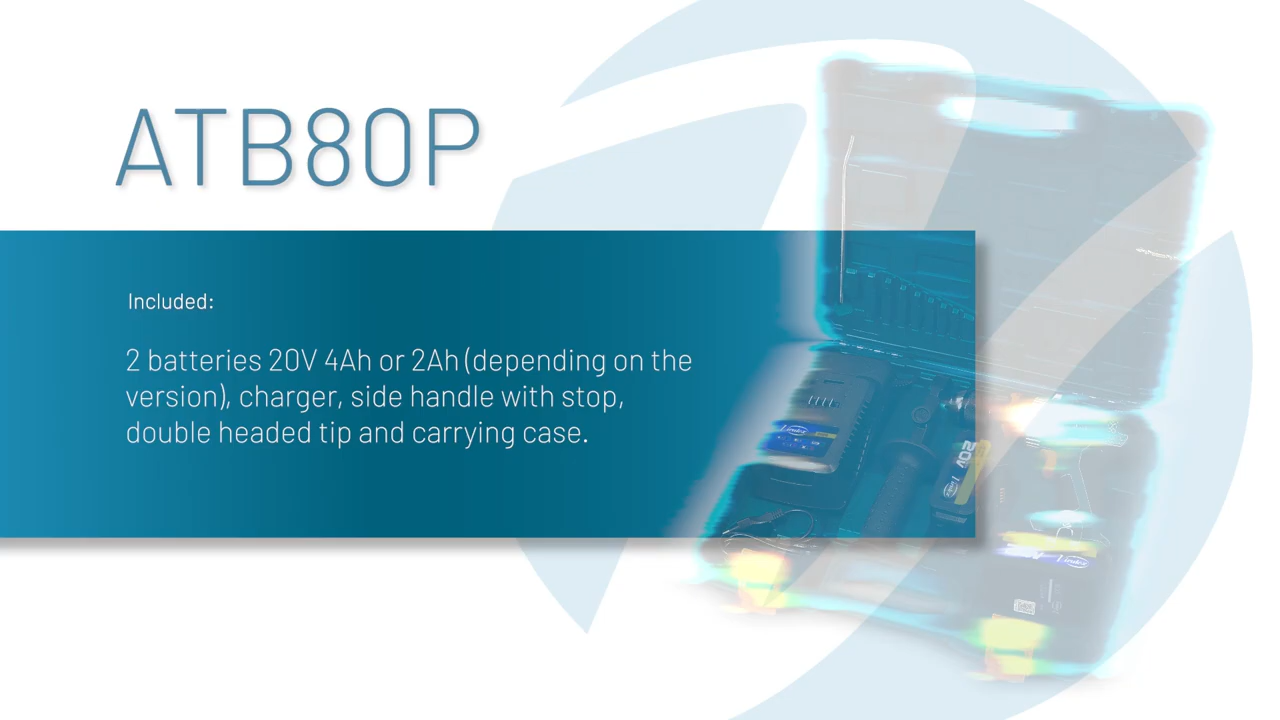 ATB80P
Included:
2 batteries 20V 4Ah or 2Ah (depending on the
version), charger, side handle with stop,
double headed tip and carrying case.
20V